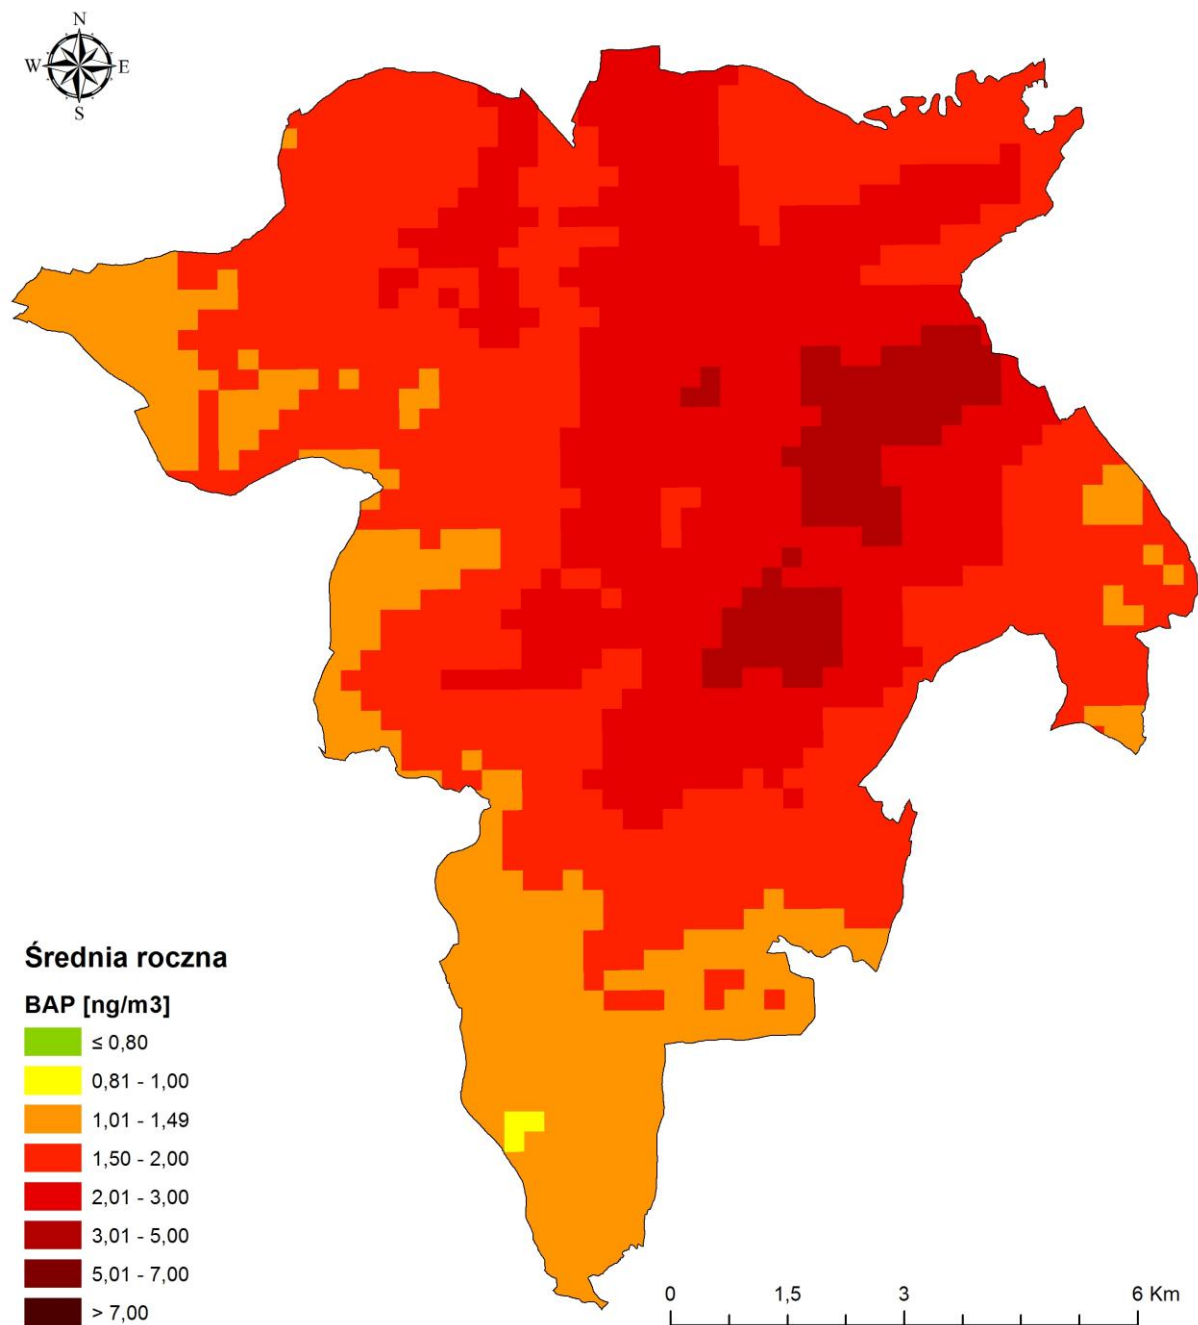 N
W E
S
Średnia roczna
BAP [ng/m3]
≤ 0,80
0,81 - 1,00
1,01 - 1,49
1,50 - 2,00
2,01 - 3,00
3,01 - 5,00
5,01 - 7,00
> 7,00
0 1,5 3 6 Km